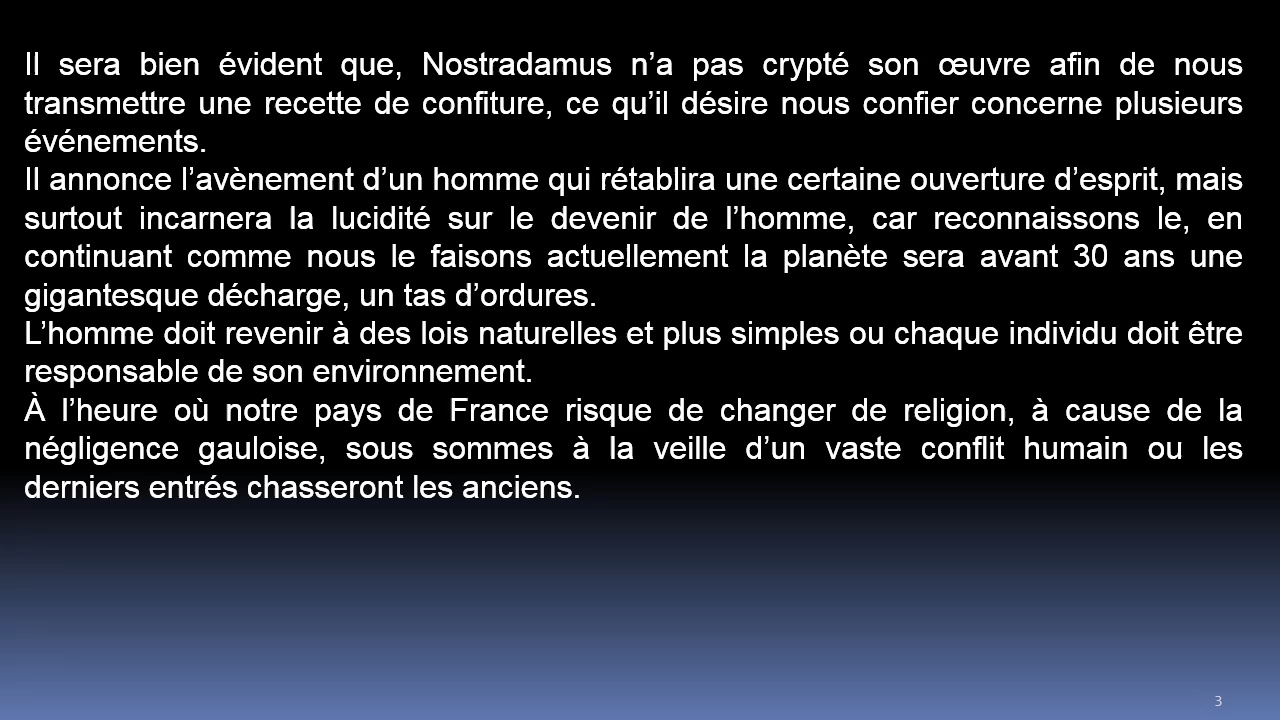 Il sera bien évident que, Nostradamus n’a pas crypté son œuvre afin de nous
transmettre une recette de confiture, ce qu’il désire nous confier concerne plusieurs
événements.
Il annonce l’avènement d’un homme qui rétablira une certaine ouverture d’esprit, mais
surtout incarnera la lucidité sur le devenir de l’homme, car reconnaissons le, en
continuant comme nous le faisons actuellement la planète sera avant 30 ans une
gigantesque décharge, un tas d’ordures.
L’homme doit revenir à des lois naturelles et plus simples ou chaque individu doit être
responsable de son environnement.
À l’heure où notre pays de France risque de changer de religion, à cause de la
négligence gauloise, sous sommes à la veille d’un vaste conflit humain ou les
derniers entrés chasseront les anciens.
3